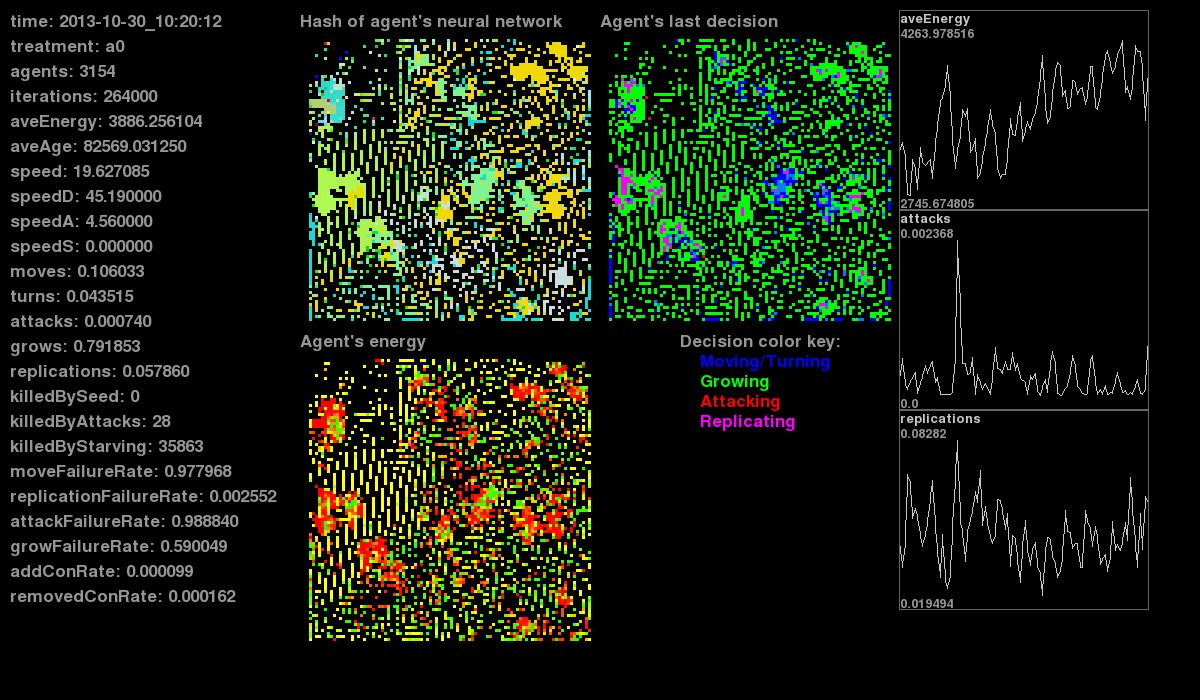 time: 2013-10-30_10:20:12
treatment: a0
agents: 3154
iterations: 264000
aveEnergy: 3886.256104
aveAge: 82569.031250
speed: 19.627085
speedD: 45.190000
speedA: 4.560000
speedS: 0.000000
moves: 0.106033
turns: 0.043515
attacks: 0.000740
grows: 0.791853
replications: 0.057860
killedBySeed: 0
killedByAttacks: 28
killedByStarving: 35863
moveFailureRate: 0.977968
replicationFailureRate: 0.002552
attackFailureRate: 0.988840
growFailureRate: 0.590049
addConRate: 0.000099
removedConRate: 0.000162
Hash of agent's neural network
Agent's last decision
Agent's energy
Decision color key:
Moving/Turning
Growing
Attacking
Replicating
aveEnergy
4263.978516
2745.674805
attacks
0.002368
0.0
replications
0.08282
0.019494